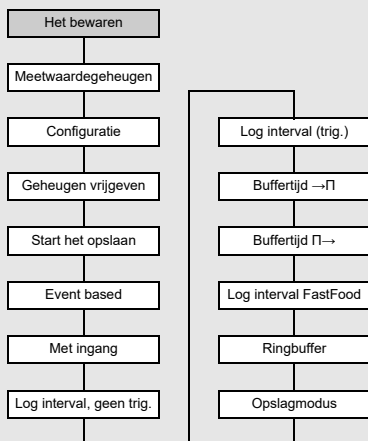 Het bewaren
Meetwaardegeheugen
Configuratie
Geheugen vrijgeven
Start het opslaan
Event based
Met ingang
Log interval, geen trig.
Log interval (trig.)
Buffertijd →Π
Buffertijd Π→
Log interval FastFood
Ringbuffer
Opslagmodus